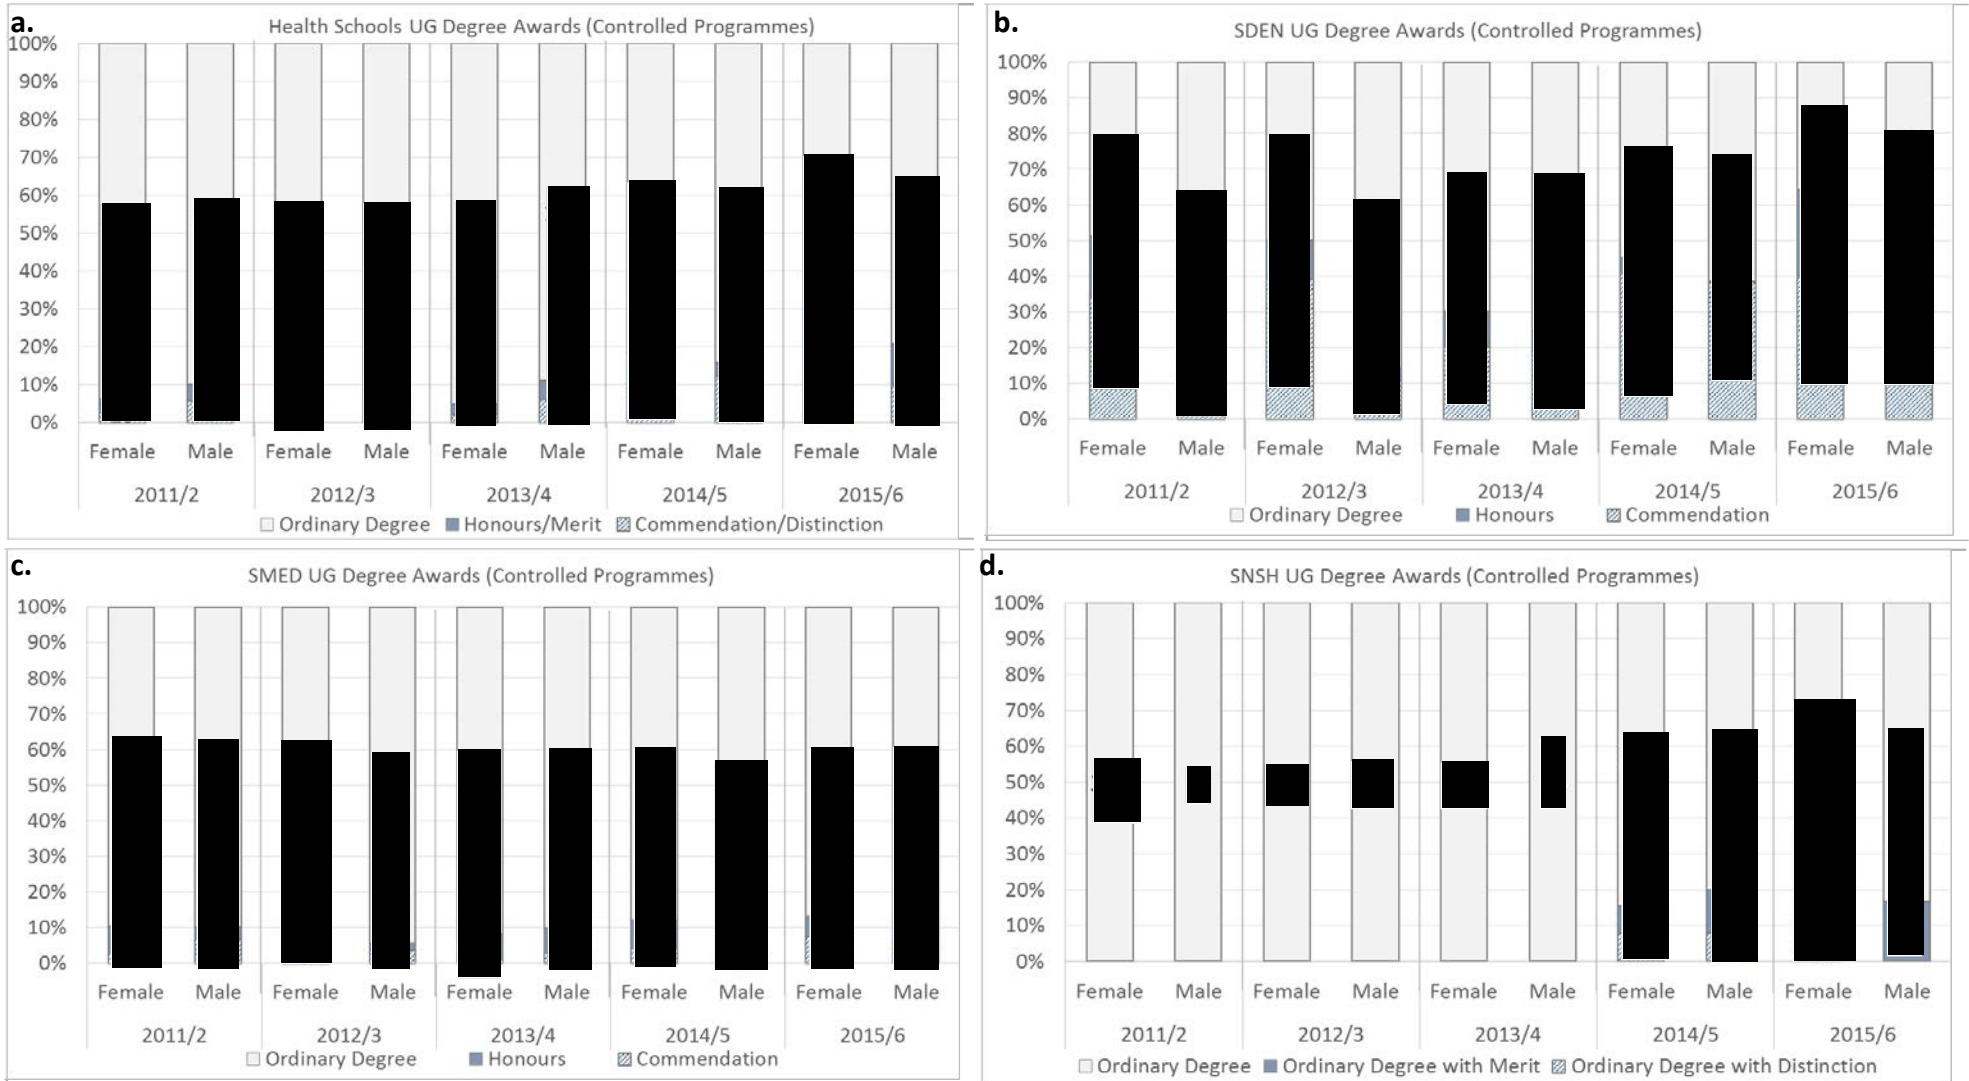 a.
Health Schools UG Degree Awards (Controlled Programmes)
100%
90%
80%
70%
60%
50%
40%
30%
20%
10%
0%
Female Male Female Male Female Male Female Male Female Male
2011/2 2012/3 2013/4 2014/5 2015/6
Ordinary Degree Honours/Merit Commendation/Distinction
b.
SDEN UG Degree Awards (Controlled Programmes)
100%
90%
80%
70%
60%
50%
40%
30%
20%
10%
0%
Female Male Female Male Female Male Female Male Female Male
2011/2 2012/3 2013/4 2014/5 2015/6
Ordinary Degree Honours Commendation
c.
SMED UG Degree Awards (Controlled Programmes)
100%
90%
80%
70%
60%
50%
40%
30%
20%
10%
0%
Female Male Female Male Female Male Female Male Female Male
2011/2 2012/3 2013/4 2014/5 2015/6
Ordinary Degree Honours Commendation
d.
SNSH UG Degree Awards (Controlled Programmes)
100%
90%
80%
70%
60%
50%
40%
30%
20%
10%
0%
Female Male Female Male Female Male Female Male Female Male
2011/2 2012/3 2013/4 2014/5 2015/6
Ordinary Degree Ordinary Degree with Merit Ordinary Degree with Distinction